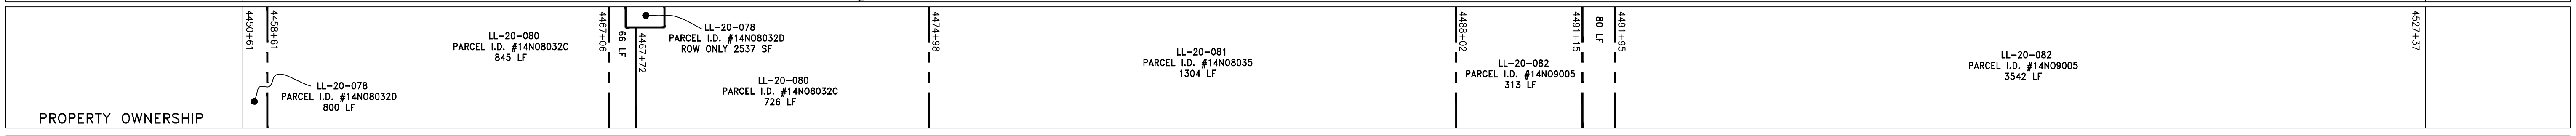 PROPERTY OWNERSHIP
4450+61
4458+61
LL-20-078
PARCEL I.D. #14N08032D
800 LF
LL-20-080
PARCEL I.D. #14N08032C
845 LF
4467+06
66 LF
4467+72
LL-20-078
PARCEL I.D. #14N08032D
ROW ONLY 2537 SF
LL-20-080
PARCEL I.D. #14N08032C
726 LF
4474+98
LL-20-081
PARCEL I.D. #14N08035
1304 LF
4488+02
LL-20-082
PARCEL I.D. #14N09005
313 LF
4491+15
80 LF
4491+95
LL-20-082
PARCEL I.D. #14N09005
3542 LF
4527+37